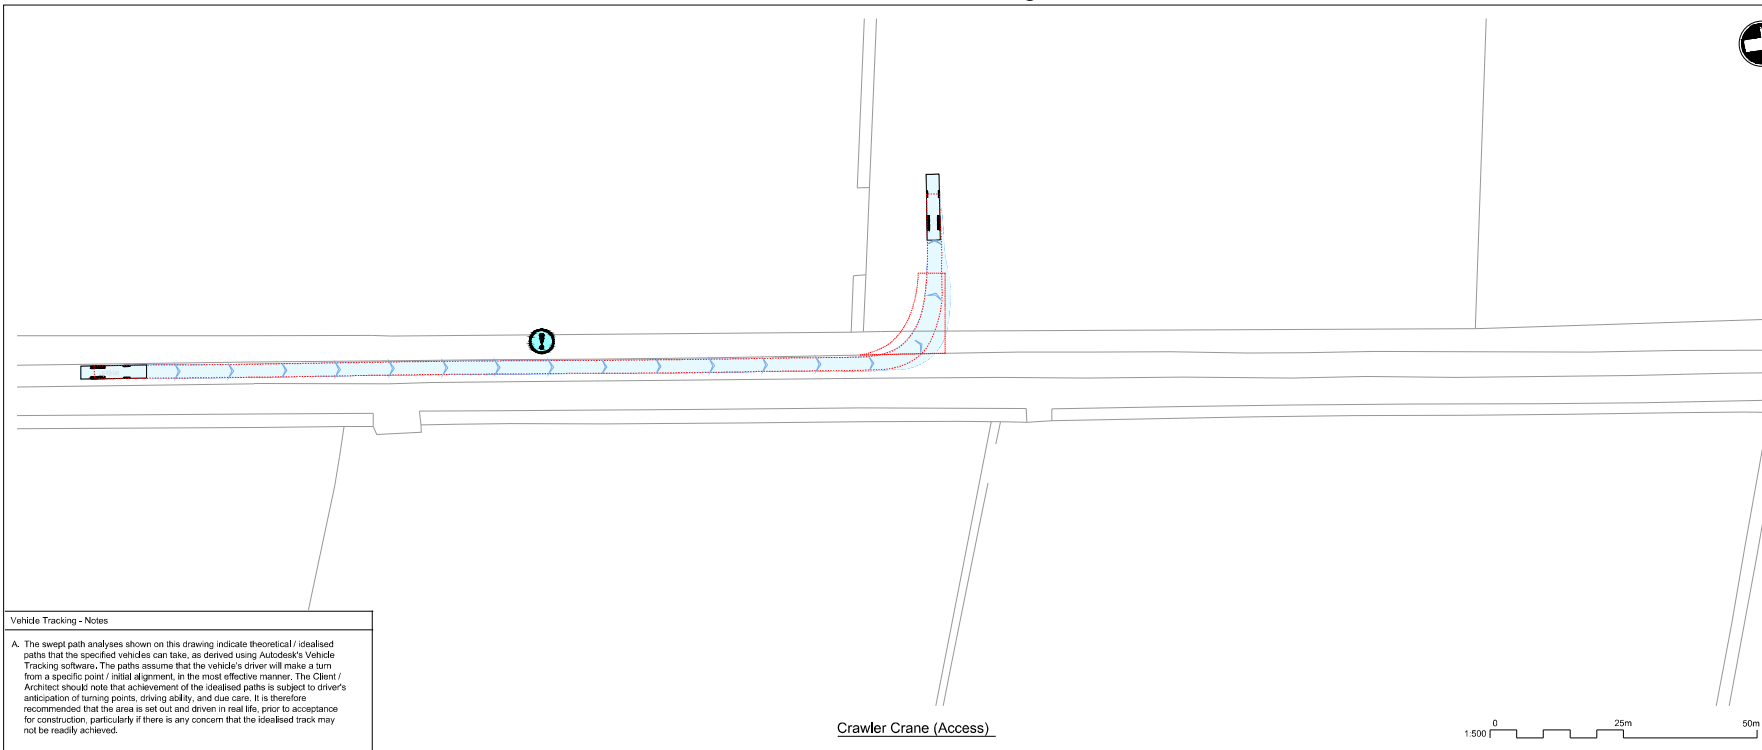 Vehicle Tracking - Notes
A. The swept path analyses shown on this drawing indicate theoretical / idealised
paths that the specified vehicles can take, as derived using Autodesk's Vehicle
Tracking software. The paths assume that the vehicle's driver will make a turn
from a specific point / initial alignment, in the most effective manner. The Client /
Architect should note that achievement of the idealised paths is subject to driver's
anticipation of turning points, driving ability, and due care. It is therefore
recommended that the area is set out and driven in real life, prior to acceptance
for construction, particularly if there is any concern that the idealised track may
not be readily achieved.
Crawler Crane (Access)
0 25m 50m
1:500